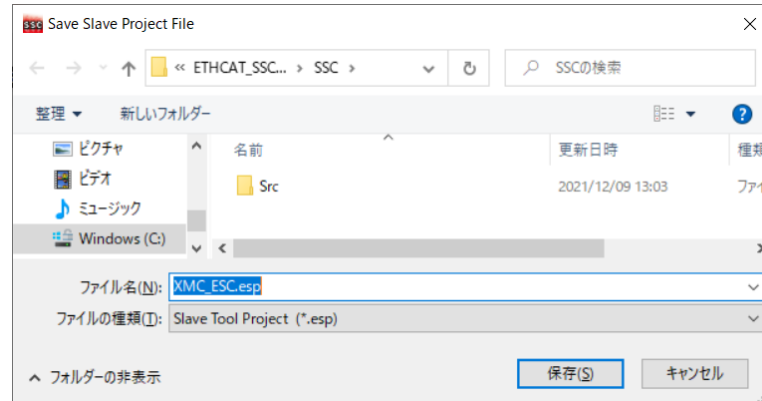 SSC Save Slave Project File
« ETHCAT_SSC... › SSC ›
SSCの検索
整理 新しいフォルダー
ピクチャ
ビデオ
ミュージック
Windows (C:)
名前 更新日時 種類
Src 2021/12/09 13:03 ファイ
ファイル名(N): XMC_ESC.esp
ファイルの種類(T): Slave Tool Project (*.esp)
フォルダーの非表示
保存(S) キャンセル